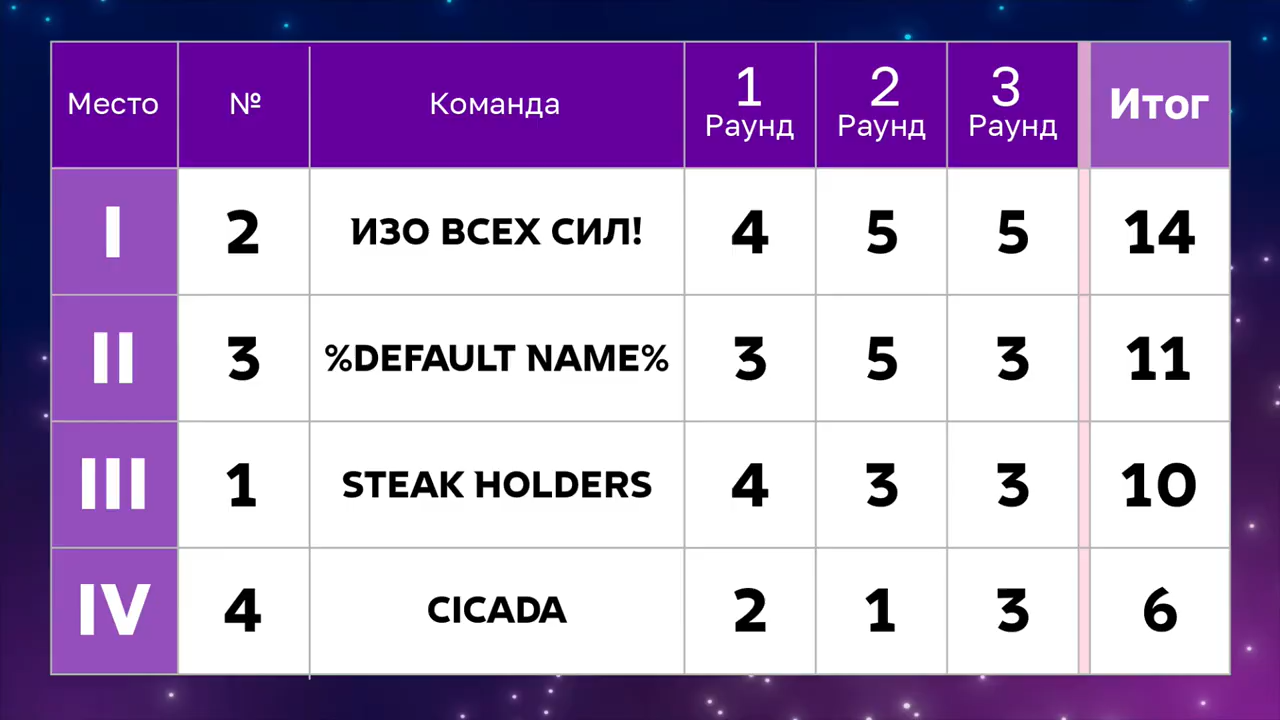 Место № Команда 1 Раунд 2 Раунд 3 Раунд Итог
I 2 ИЗО ВСЕХ СИЛ! 4 5 5 14
II 3 %DEFAULT NAME% 3 5 3 11
III 1 STEAK HOLDERS 4 3 3 10
IV 4 CICADA 2 1 3 6